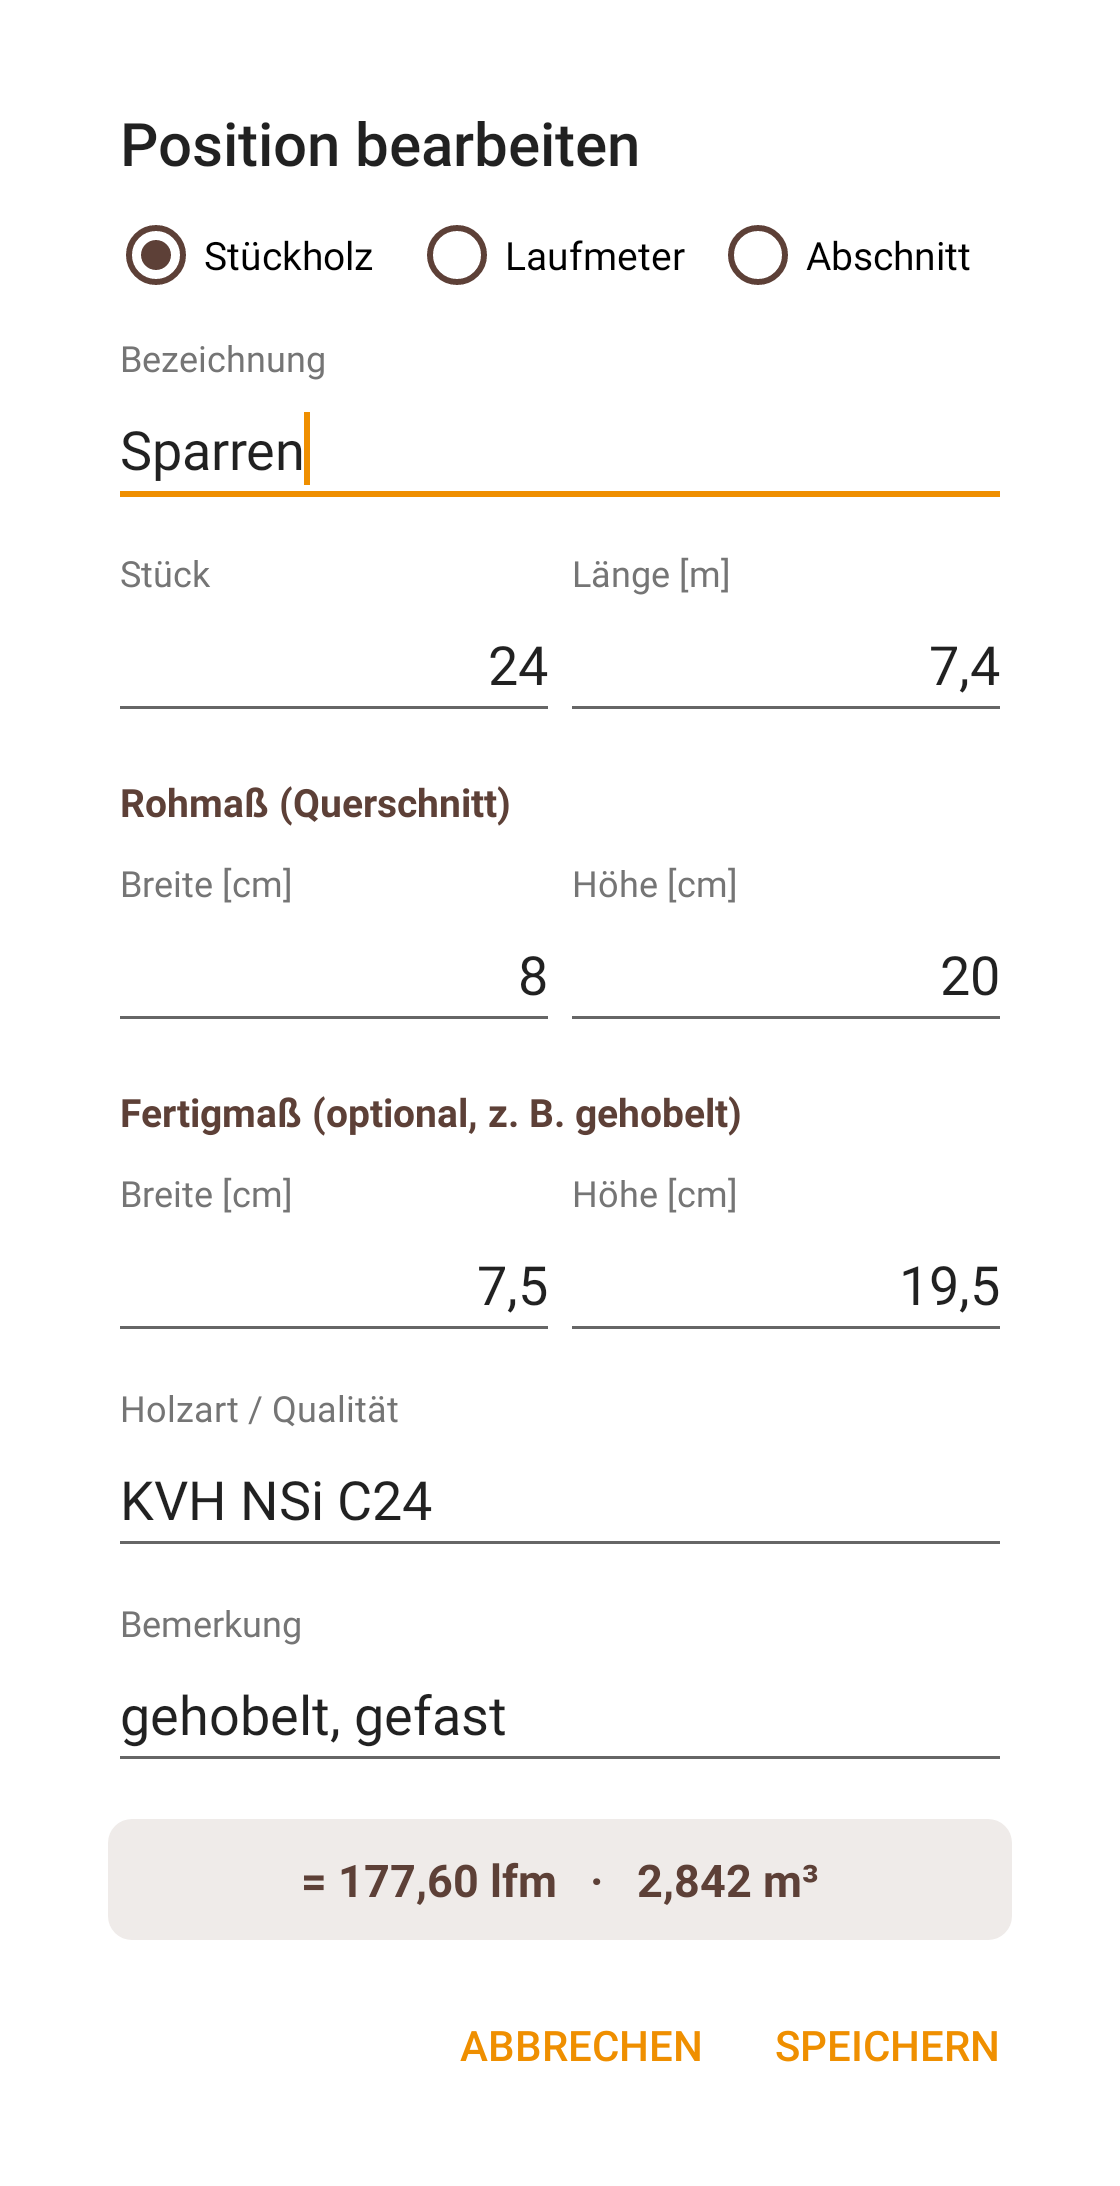 Position bearbeiten
Stückholz Laufmeter Abschnitt
Bezeichnung
Sparren
Stück Länge [m]
24 7,4
Rohmaß (Querschnitt)
Breite [cm] Höhe [cm]
8 20
Fertigmaß (optional, z. B. gehobelt)
Breite [cm] Höhe [cm]
7,5 19,5
Holzart / Qualität
KVH NSi C24
Bemerkung
gehobelt, gefast
= 177,60 lfm · 2,842 m³
ABBRECHEN SPEICHERN